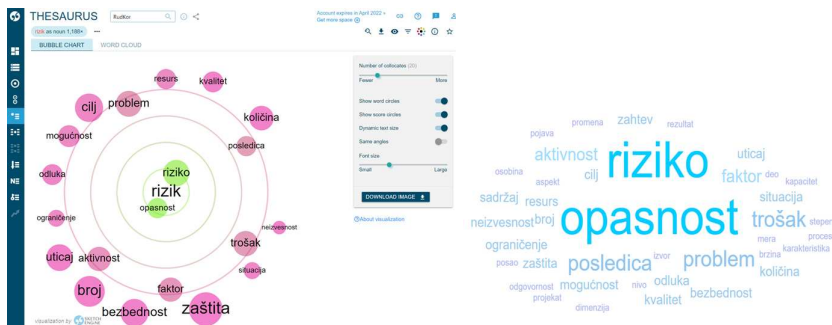 THESAURUS
RudKor
Account expires in April 2022 •
Get more space
rizik as noun 1,186×
•••
BUBBLE CHART
WORD CLOUD
resurs
kvalitet
cilj
problem
količina
mogućnost
posledica
riziko
odluka
rizik
opasnost
ograničenje
neizvesnost
trošak
uticaj
aktivnost
situacija
faktor
broj
bezbednost
zaštita
visualization by SKETCH ENGINE
Number of collocates (20)
Fewer
More
Show word circles
Show score circles
Dynamic text size
Same angles
Font size
Small
Large
DOWNLOAD IMAGE
About visualization
promena
zahtev
rezultat
pojava
aktivnost
riziko
uticaj
osobina
cilj
faktor
deo
kapacitet
aspekt
sadržaj
resurs
opasnost
situacija
neizvesnost
broj
trošak
stepen
ograničenje
mera
proces
karakteristika
posao
zaštita
posledica
izvor
problem
brzina
količina
odgovornost
mogućnost
nivo
odluka
projekat
kvalitet
bezbednost
dimenzija